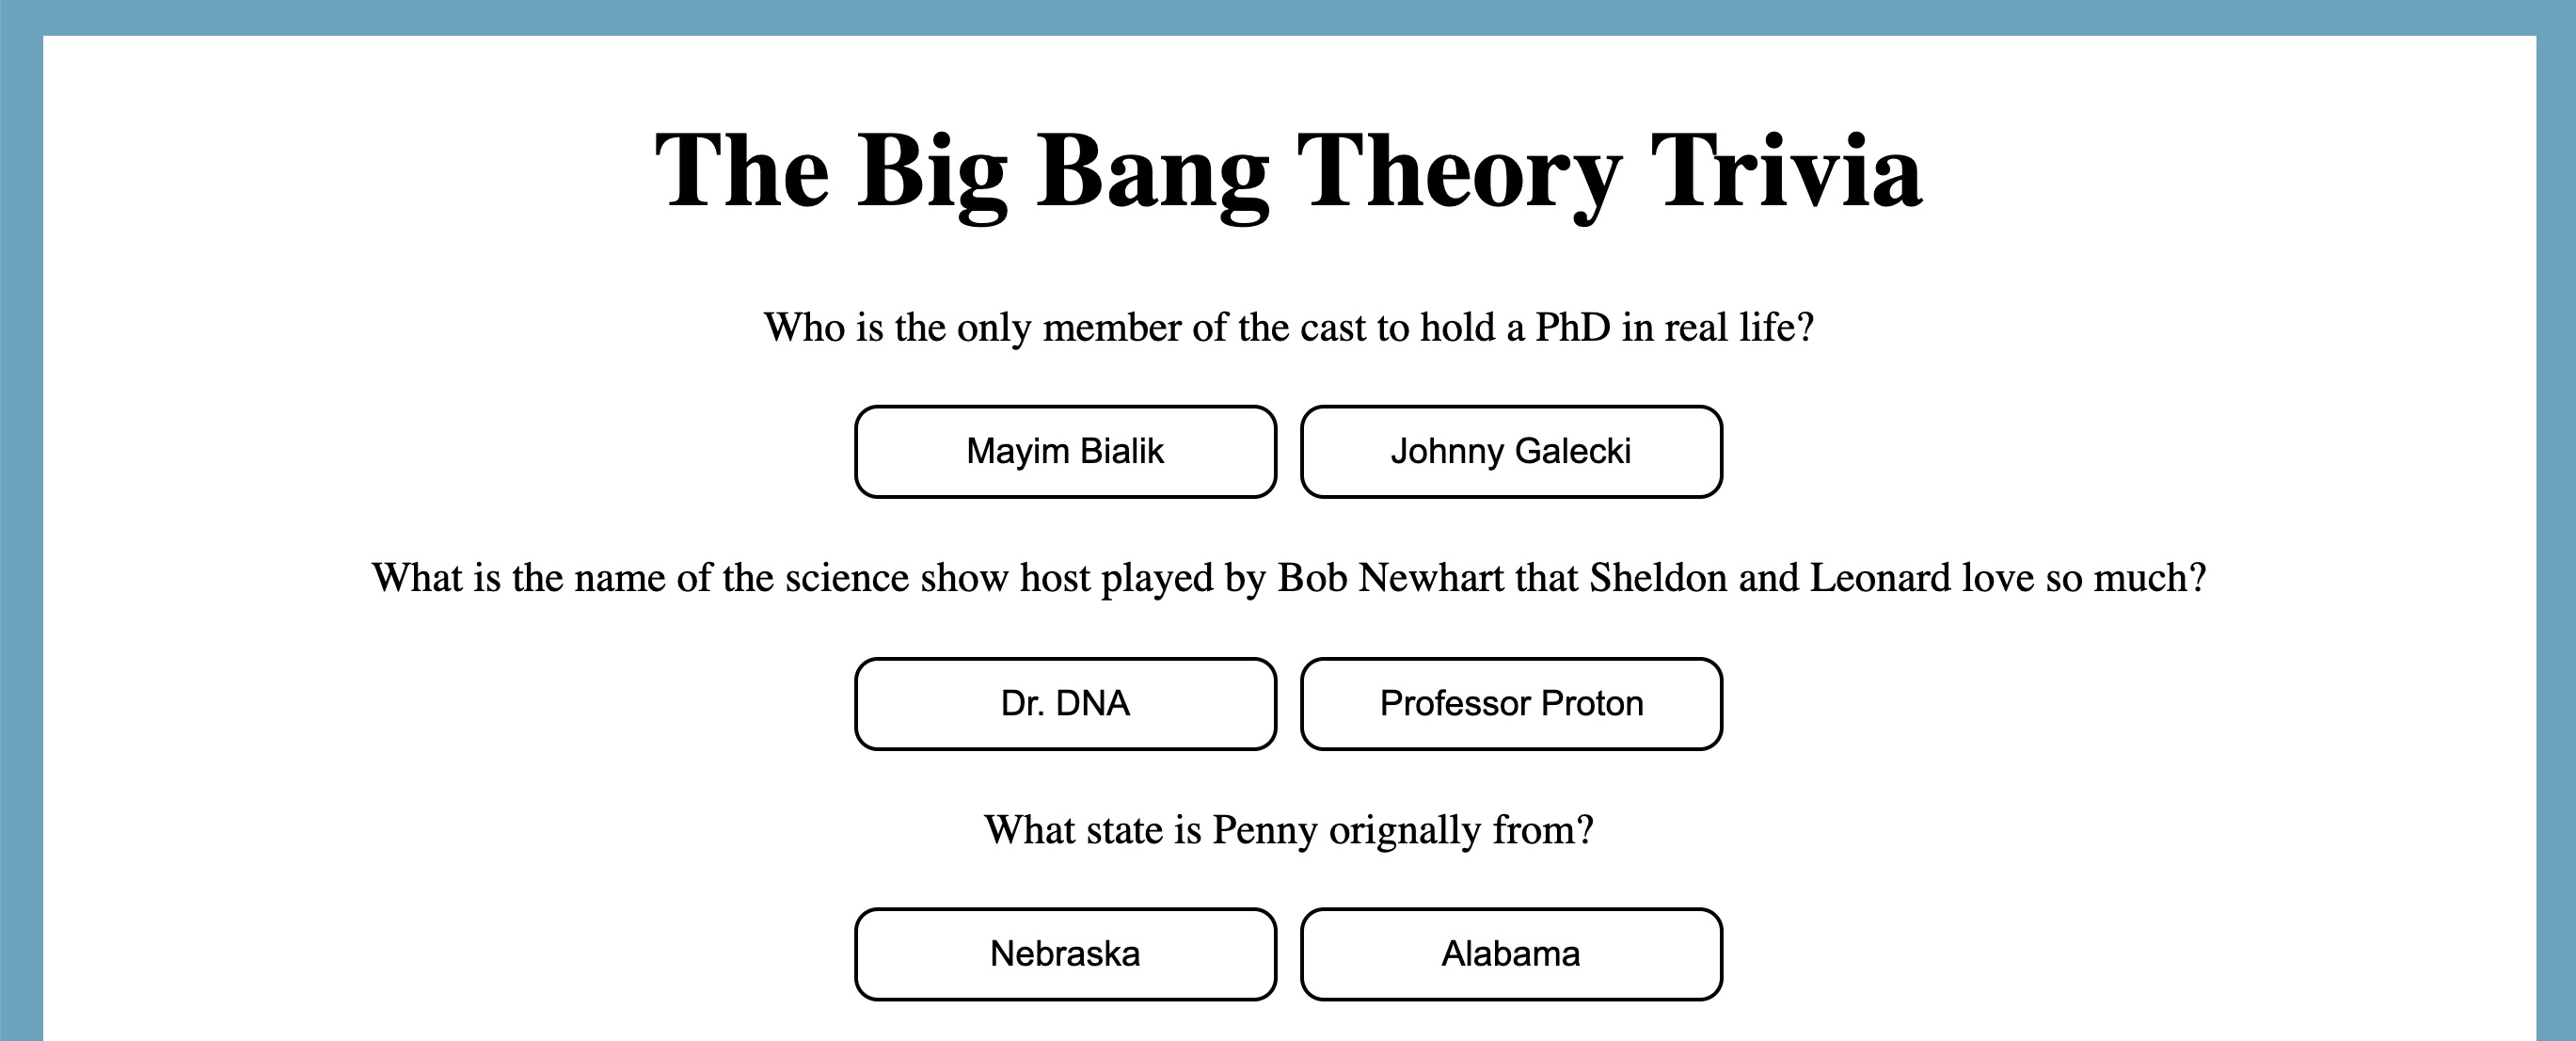 The Big Bang Theory Trivia
Who is the only member of the cast to hold a PhD in real life?
Mayim Bialik
Johnny Galecki
What is the name of the science show host played by Bob Newhart that Sheldon and Leonard love so much?
Dr. DNA
Professor Proton
What state is Penny orignally from?
Nebraska
Alabama